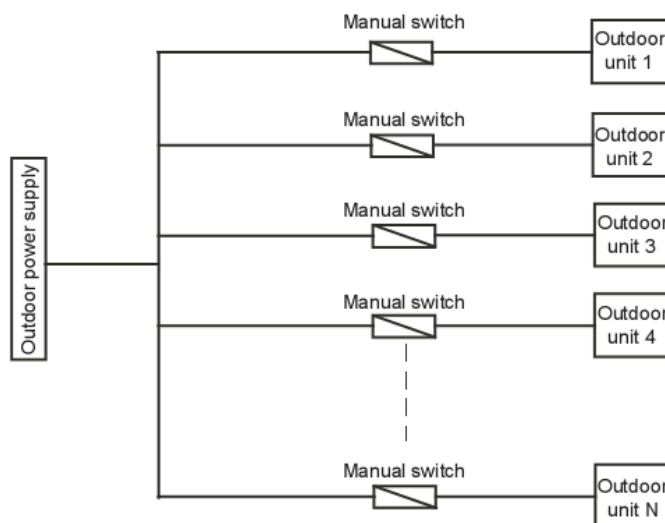 Manual switch
Outdoor
unit 1
Manual switch
Outdoor
unit 2
Manual switch
Outdoor
unit 3
Outdoor power supply
Manual switch
Outdoor
unit 4
Manual switch
Outdoor
unit N